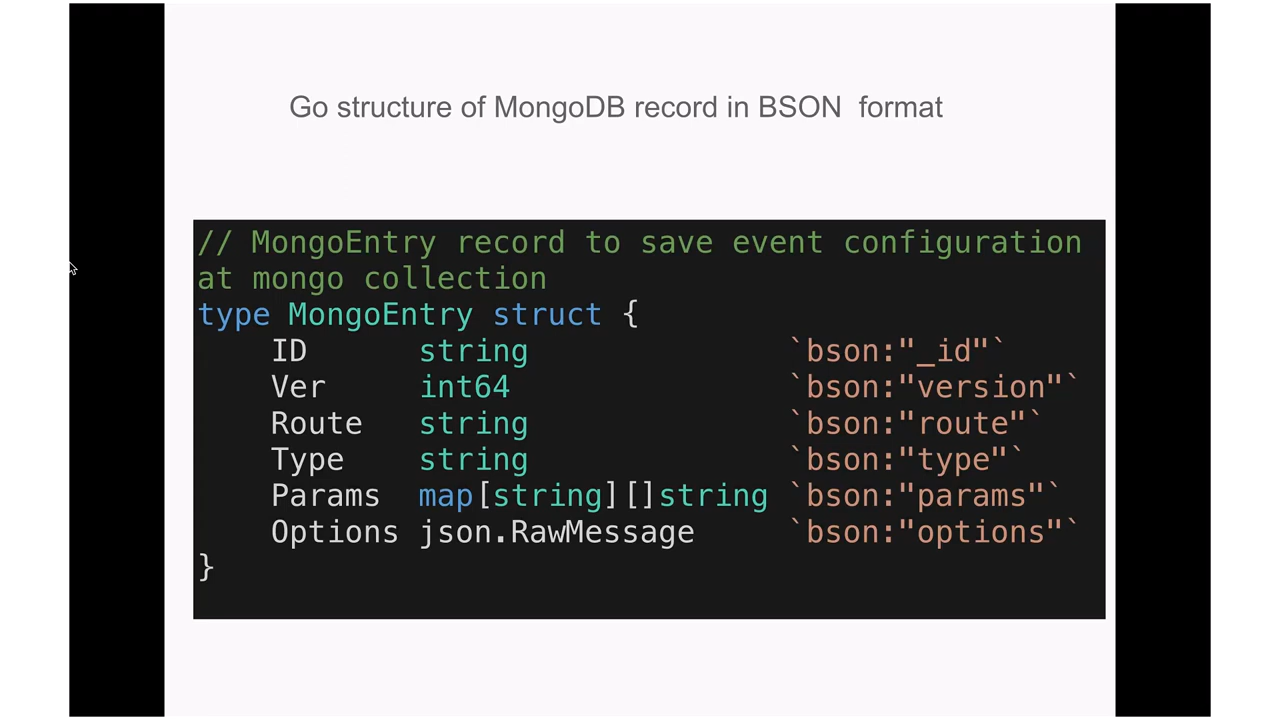 Go structure of MongoDB record in BSON  format
// MongoEntry record to save event configuration
at mongo collection
type MongoEntry struct {
    ID      string              `bson:"_id"`
    Ver     int64               `bson:"version"`
    Route   string              `bson:"route"`
    Type    string              `bson:"type"`
    Params  map[string][]string `bson:"params"`
    Options json.RawMessage     `bson:"options"`
}